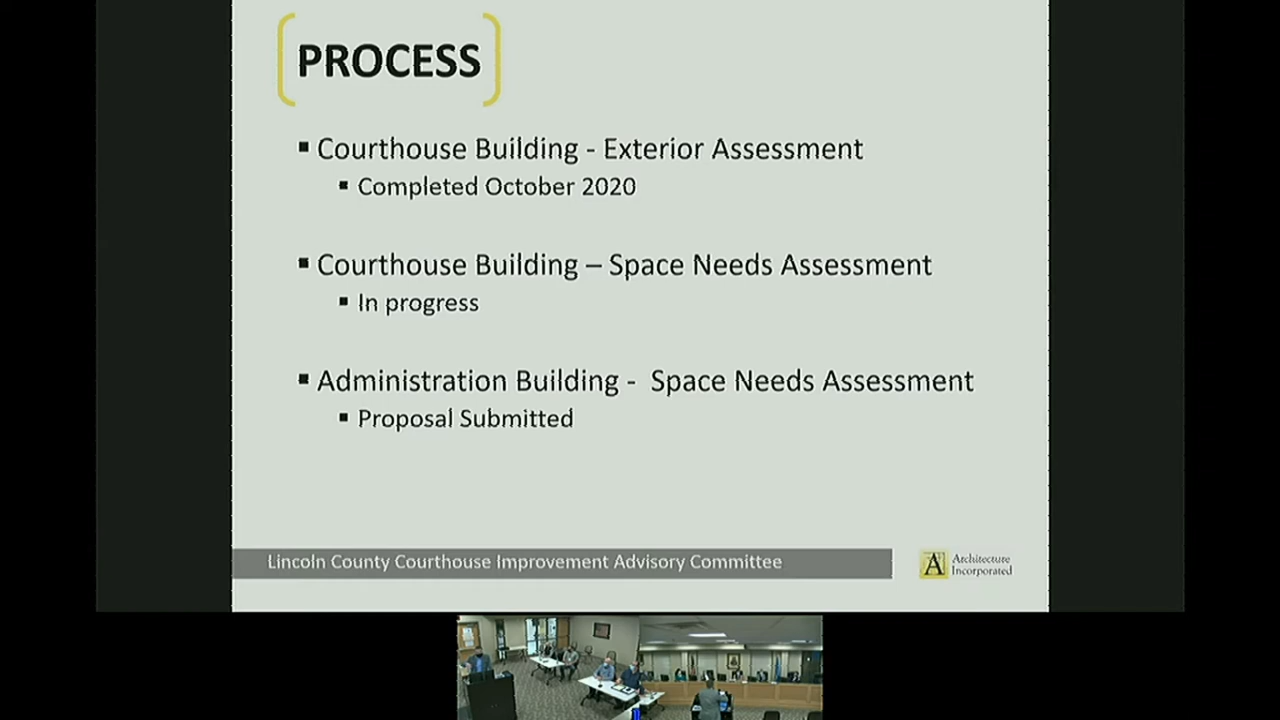 PROCESS
▪ Courthouse Building - Exterior Assessment
▪ Completed October 2020
▪ Courthouse Building – Space Needs Assessment
▪ In progress
▪ Administration Building - Space Needs Assessment
▪ Proposal Submitted
Lincoln County Courthouse Improvement Advisory Committee
A
Architecture
Incorporated